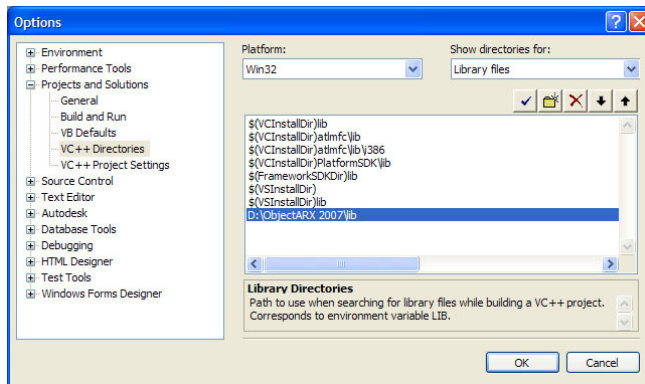 Options
Environment
Performance Tools
Projects and Solutions
General
Build and Run
VB Defaults
VC++ Directories
VC++ Project Settings
Source Control
Text Editor
Autodesk
Database Tools
Debugging
HTML Designer
Test Tools
Windows Forms Designer
Platform:
Win32
Show directories for:
Library files
$(VCInstallDir)lib
$(VCInstallDir)atlmfc\lib
$(VCInstallDir)atlmfc\lib\i386
$(VCInstallDir)PlatformSDK\lib
$(FrameworkSDKDir)lib
$(VSInstallDir)
$(VSInstallDir)lib
D:\ObjectARX 2007\lib
Library Directories
Path to use when searching for library files while building a VC++ project.
Corresponds to environment variable LIB.
OK
Cancel